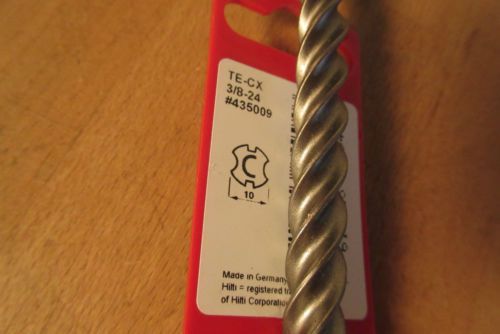 TE-CX
3/8-24
#435009
C
10
Made in Germany
Hilti = registered
of Hilti Corporation